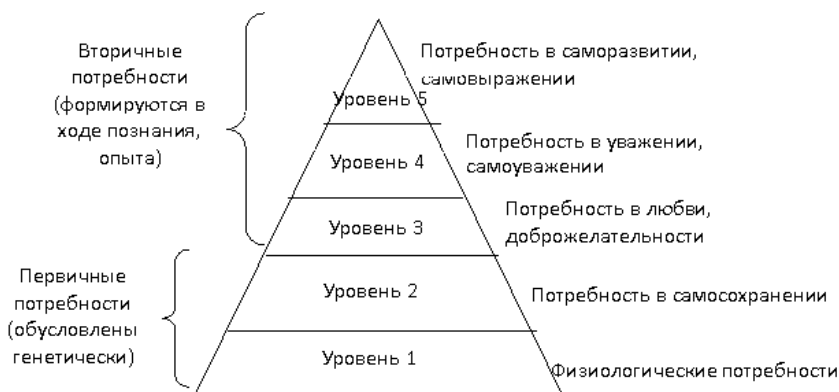 Вторичные
потребности
(формируются в
ходе познания,
опыта)
Первичные
потребности
(обусловлены
генетически)
Уровень 5
Уровень 4
Уровень 3
Уровень 2
Уровень 1
Потребность в саморазвитии,
самовыражении
Потребность в уважении,
самоуважении
Потребность в любви,
доброжелательности
Потребность в самосохранении
Физиологические потребности